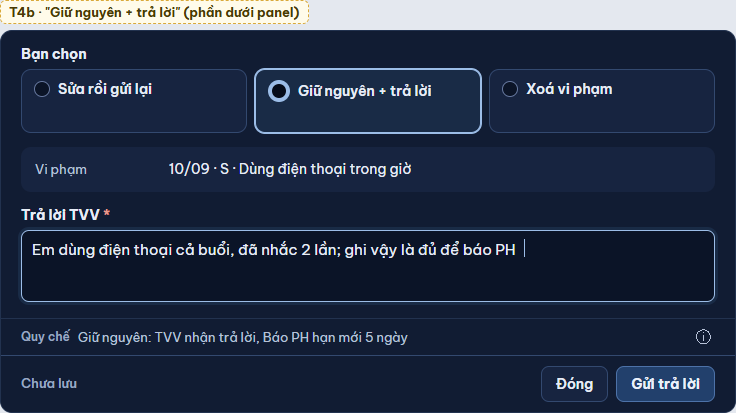 T4b · "Giữ nguyên + trả lời" (phần dưới panel)
Bạn chọn
Sửa rồi gửi lại
Giữ nguyên + trả lời
Xoá vi phạm
Vi phạm 10/09 · S · Dùng điện thoại trong giờ
Trả lời TVV *
Em dùng điện thoại cả buổi, đã nhắc 2 lần; ghi vậy là đủ để báo PH
Quy chế Giữ nguyên: TVV nhận trả lời, Báo PH hạn mới 5 ngày
Chưa lưu
Đóng
Gửi trả lời